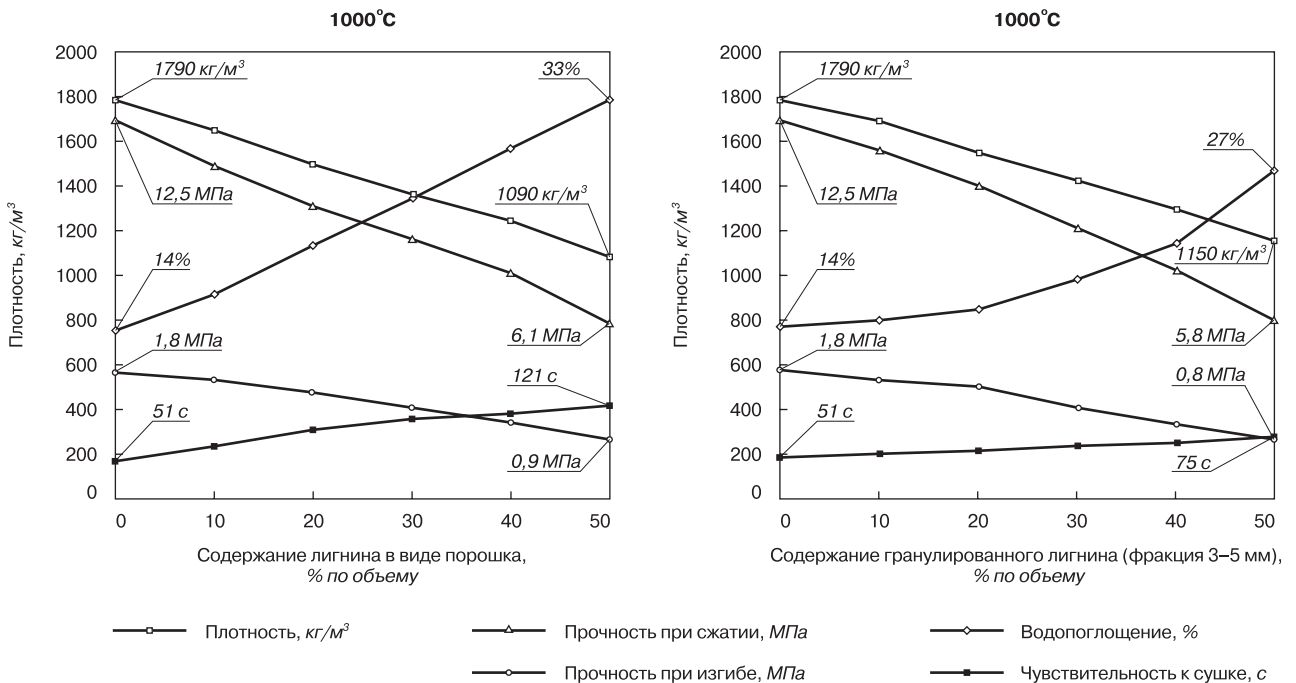 1000°C
Плотность, кг/м³
2000
1800
1600
1400
1200
1000
800
600
400
200
0
1790 кг/м³
33%
12,5 МПа
1090 кг/м³
14%
6,1 МПа
1,8 МПа
121 с
51 с
0,9 МПа
0 10 20 30 40 50
Содержание лигнина в виде порошка,
% по объему
1000°C
Плотность, кг/м³
2000
1800
1600
1400
1200
1000
800
600
400
200
0
1790 кг/м³
27%
12,5 МПа
1150 кг/м³
14%
5,8 МПа
1,8 МПа
0,8 МПа
51 с
75 с
0 10 20 30 40 50
Содержание гранулированного лигнина (фракция 3–5 мм),
% по объему
Плотность, кг/м³
Прочность при сжатии, МПа
Водопоглощение, %
Прочность при изгибе, МПа
Чувствительность к сушке, с